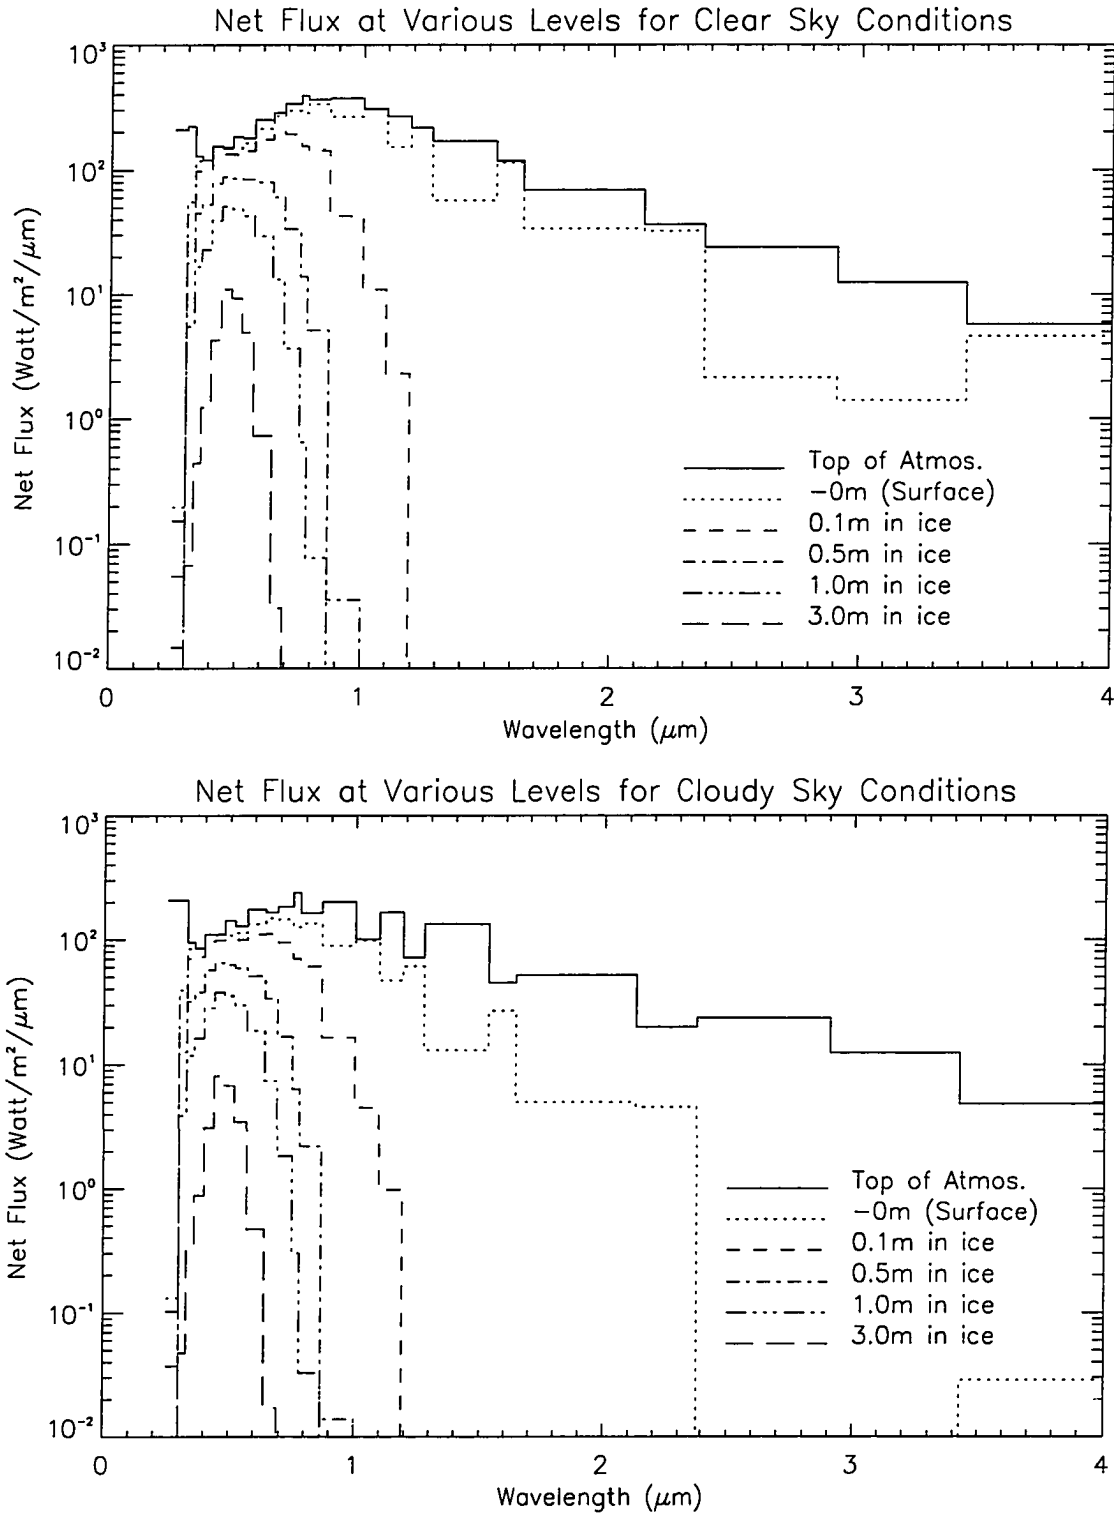 Net Flux at Various Levels for Clear Sky Conditions
10³
10²
10¹
10⁰
10⁻¹
10⁻²
Net Flux (Watt/m²/μm)
Top of Atmos.
-0m (Surface)
0.1m in ice
0.5m in ice
1.0m in ice
3.0m in ice
0 1 2 3 4
Wavelength (μm)
Net Flux at Various Levels for Cloudy Sky Conditions
10³
10²
10¹
10⁰
10⁻¹
10⁻²
Net Flux (Watt/m²/μm)
Top of Atmos.
-0m (Surface)
0.1m in ice
0.5m in ice
1.0m in ice
3.0m in ice
0 1 2 3 4
Wavelength (μm)